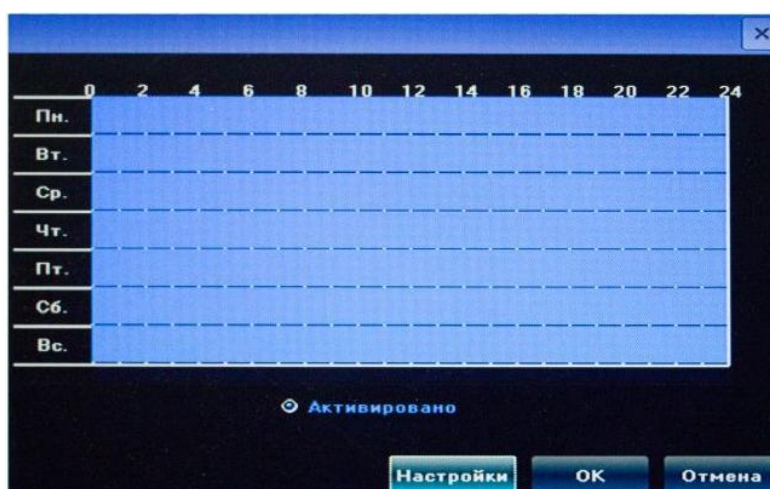 ×
0 2 4 6 8 10 12 14 16 18 20 22 24
Пн.
Вт.
Ср.
Чт.
Пт.
Сб.
Вс.
Активировано
Настройки OK Отмена